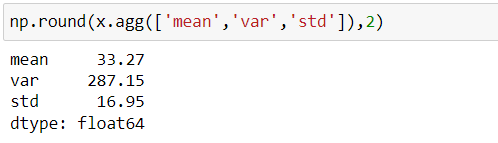 np.round(x.agg(['mean','var','std']),2)
mean 33.27
var 287.15
std 16.95
dtype: float64